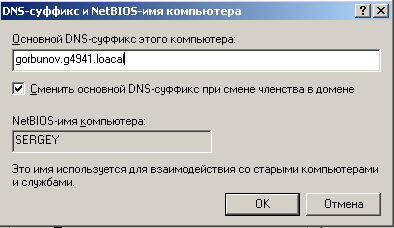 DNS-суффикс и NetBIOS-имя компьютера
Основной DNS-суффикс этого компьютера:
gorbunov.g4941.loacal
Сменить основной DNS-суффикс при смене членства в домене
NetBIOS-имя компьютера:
SERGEY
Это имя используется для взаимодействия со старыми компьютерами
и службами.
OK
Отмена